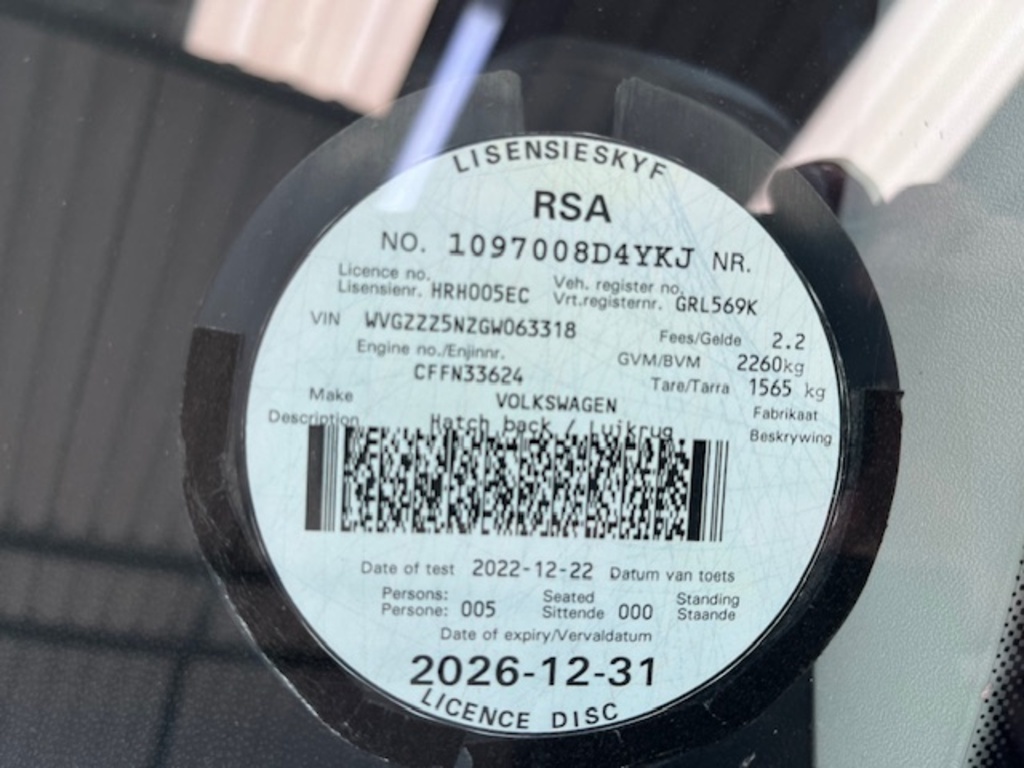 LISENSIESKYF
RSA
NO. 1097008D4YKJ NR.
Licence no. Veh. register no.
Lisensienr. HRH005EC Vrt.registernr. GRL569K
VIN WVGZZZ5NZGW063318 Fees/Gelde 2.2
Engine no./Enjinnr. GVM/BVM 2260kg
CFFN33624 Tare/Tarra 1565 kg
Make VOLKSWAGEN Fabrikaat
Description Hatch back / Luikrug Beskrywing
Date of test 2022-12-22 Datum van toets
Persons: Seated Standing
Persone: 005 Sittende 000 Staande
Date of expiry/Vervaldatum
2026-12-31
LICENCE DISC